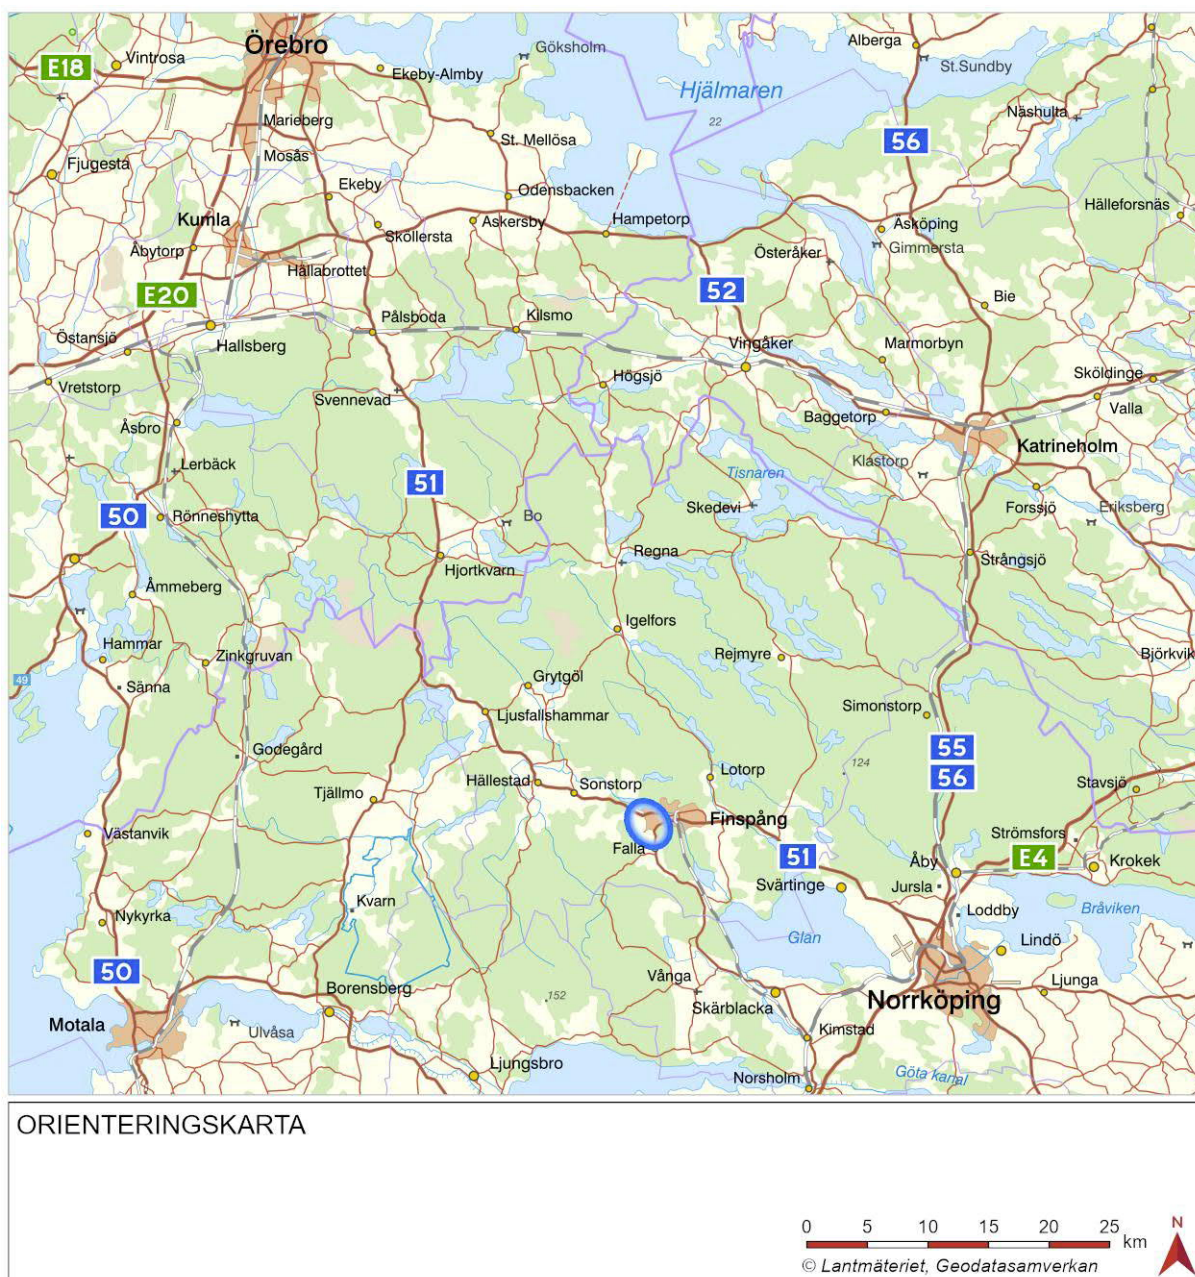 Örebro
Göksholm
Alberga
E18
Vintrosa
Ekeby-Almby
St.Sundby
Hjälmaren
Näshulta
Marieberg
22
St. Mellösa
56
Mosås
Fjugesta
Ekeby
Odensbacken
Kumla
Hälleforsnäs
Askersby
Hampetorp
Äsköping
Sköllersta
Åbytorp
Österåker
Gimmersta
Hällabrottet
E20
52
Bie
Pålsboda
Kilsmo
Östansjö
Hallsberg
Vingåker
Marmorbyn
Högsjö
Sköldinge
Vretstorp
Svennevad
Valla
Baggetorp
Åsbro
Katrineholm
Lerbäck
Tisnaren
Klastorp
51
50
Skedevi
Forssjö
Eriksberg
Rönneshytta
Bo
Regna
Strångsjö
Hjortkvarn
Åmmeberg
Igelfors
Hammar
Zinkgruvan
Rejmyre
Björkvik
49
Sänna
Grytgöl
Simonstorp
Ljusfallshammar
Godegård
55
124
56
Hällestad
Sonstorp
Lotorp
Stavsjö
Tjällmo
Finspång
Västanvik
Strömsfors
Falla
51
E4
Åby
Krokek
Svärtinge
Jursla
Kvarn
Nykyrka
Loddby
Bråviken
Glan
Lindö
50
Vånga
Borensberg
152
Skärblacka
Norrköping
Ljunga
Motala
Ulvåsa
Kimstad
Ljungsbro
Norsholm
Göta kanal
ORIENTERINGSKARTA
0 5 10 15 20 25 km
N
© Lantmäteriet, Geodatasamverkan